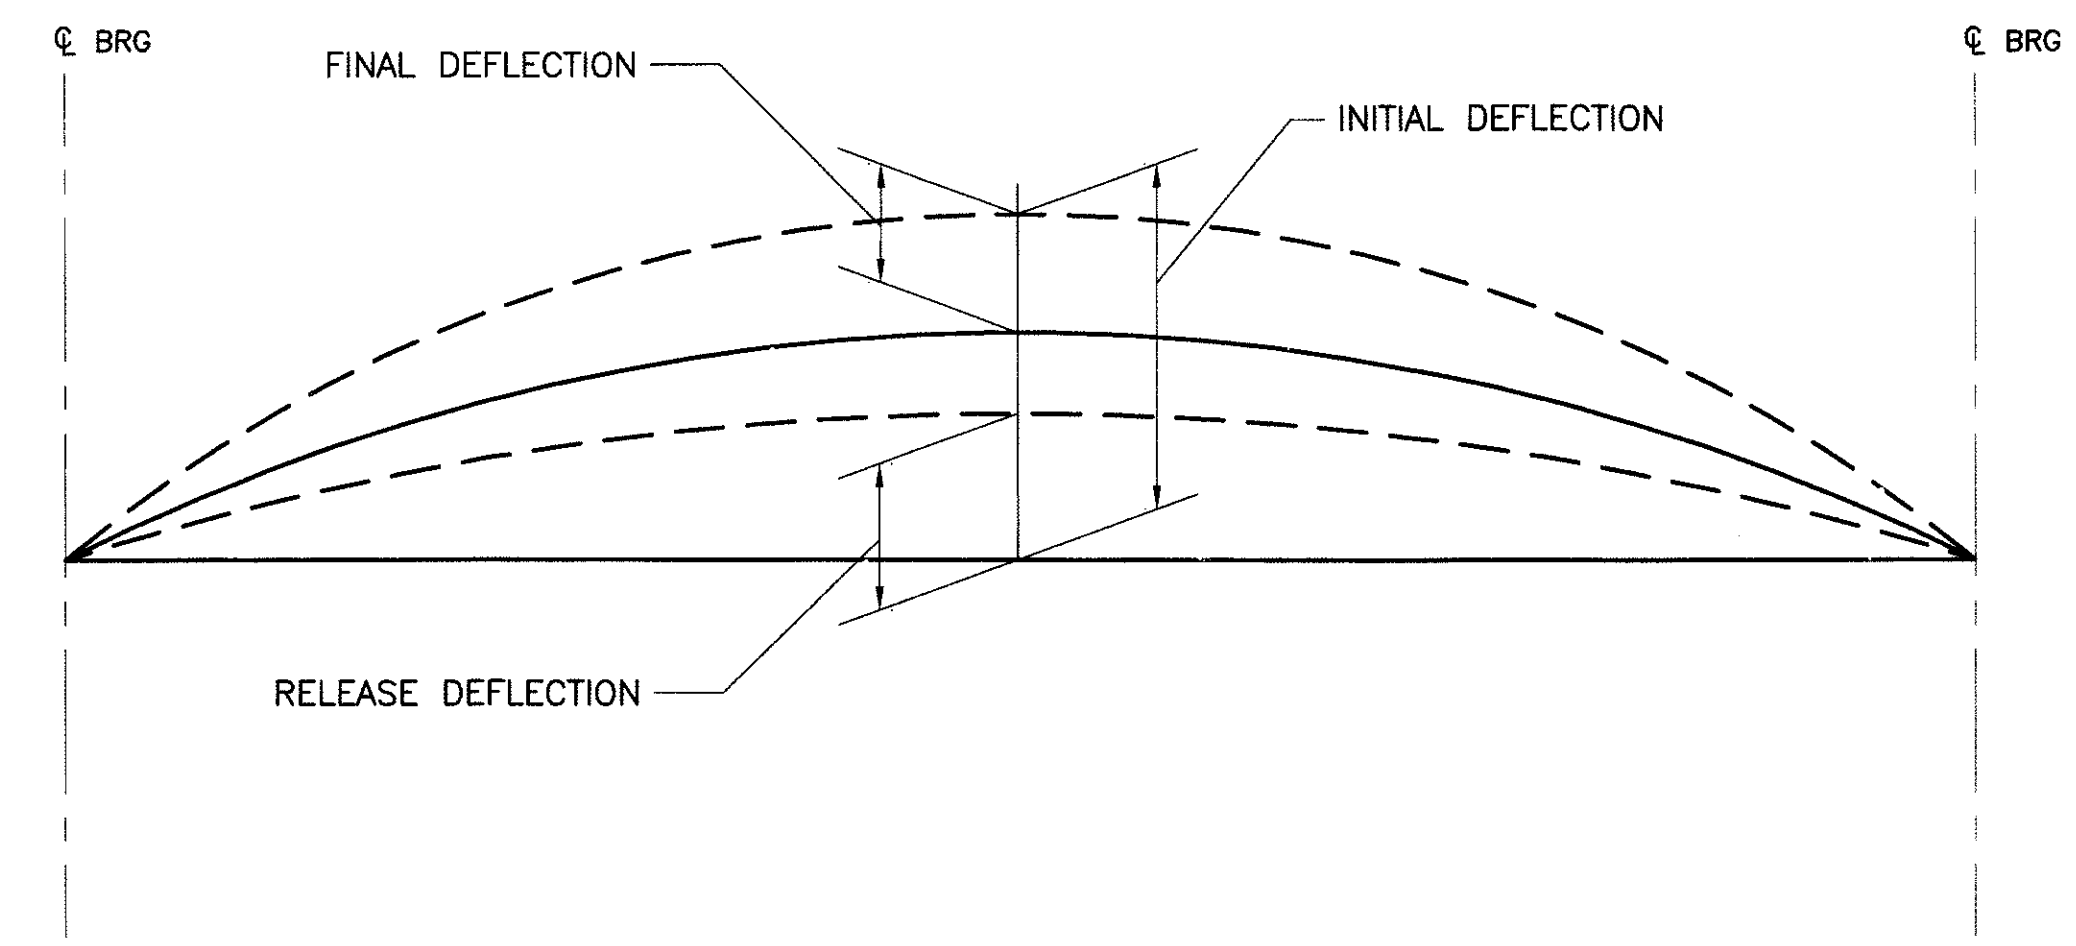 ℄ BRG
℄ BRG
FINAL DEFLECTION
INITIAL DEFLECTION
RELEASE DEFLECTION